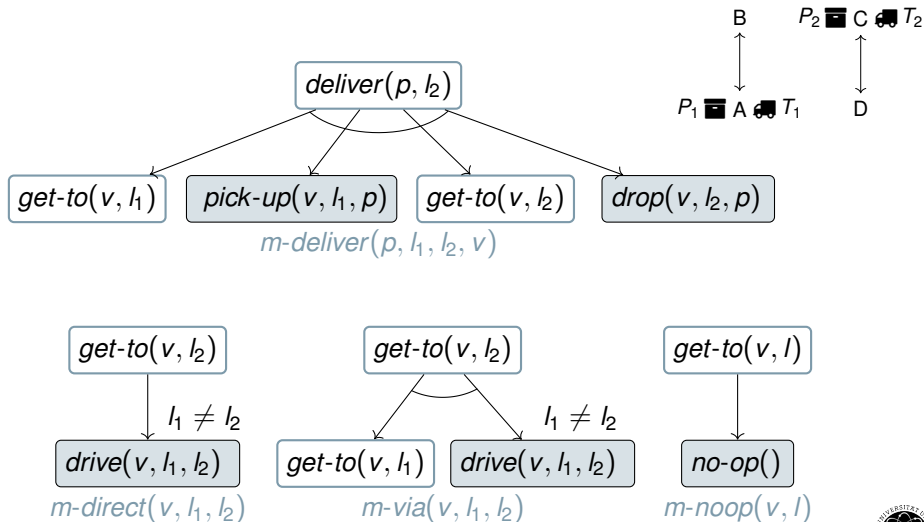 B
P₂ C T₂
deliver(p, l₂)
P₁ A T₁
D
get-to(v, l₁) pick-up(v, l₁, p) get-to(v, l₂) drop(v, l₂, p)
m-deliver(p, l₁, l₂, v)
get-to(v, l₂) get-to(v, l₂) get-to(v, l)
l₁ ≠ l₂ l₁ ≠ l₂
drive(v, l₁, l₂) get-to(v, l₁) drive(v, l₁, l₂) no-op()
m-direct(v, l₁, l₂) m-via(v, l₁, l₂) m-noop(v, l)